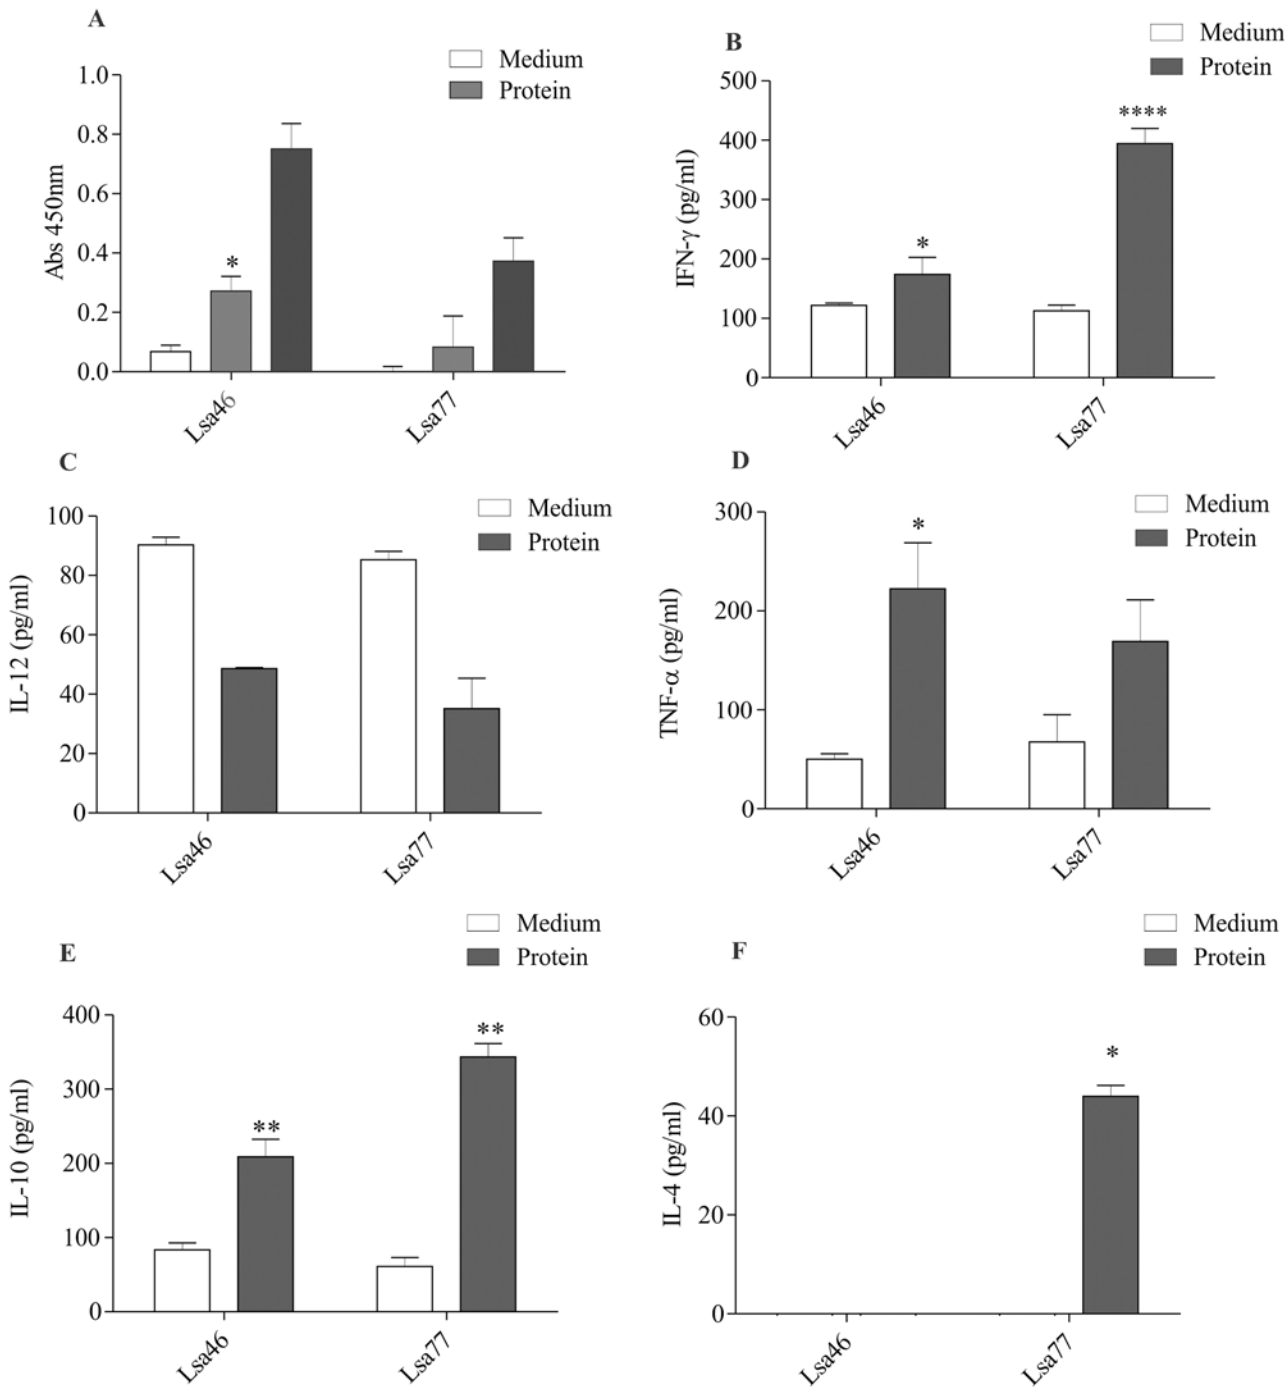 A
Medium
Protein
1.0
0.8
0.6
0.4
0.2
0.0
Abs 450nm
*
Lsa46
Lsa77
B
Medium
Protein
500
400
300
200
100
0
IFN-γ (pg/ml)
*
****
Lsa46
Lsa77
C
Medium
Protein
100
80
60
40
20
0
IL-12 (pg/ml)
Lsa46
Lsa77
D
Medium
Protein
300
200
100
0
TNF-α (pg/ml)
*
Lsa46
Lsa77
E
Medium
Protein
400
300
200
100
0
IL-10 (pg/ml)
**
**
Lsa46
Lsa77
F
Medium
Protein
60
40
20
0
IL-4 (pg/ml)
*
Lsa46
Lsa77